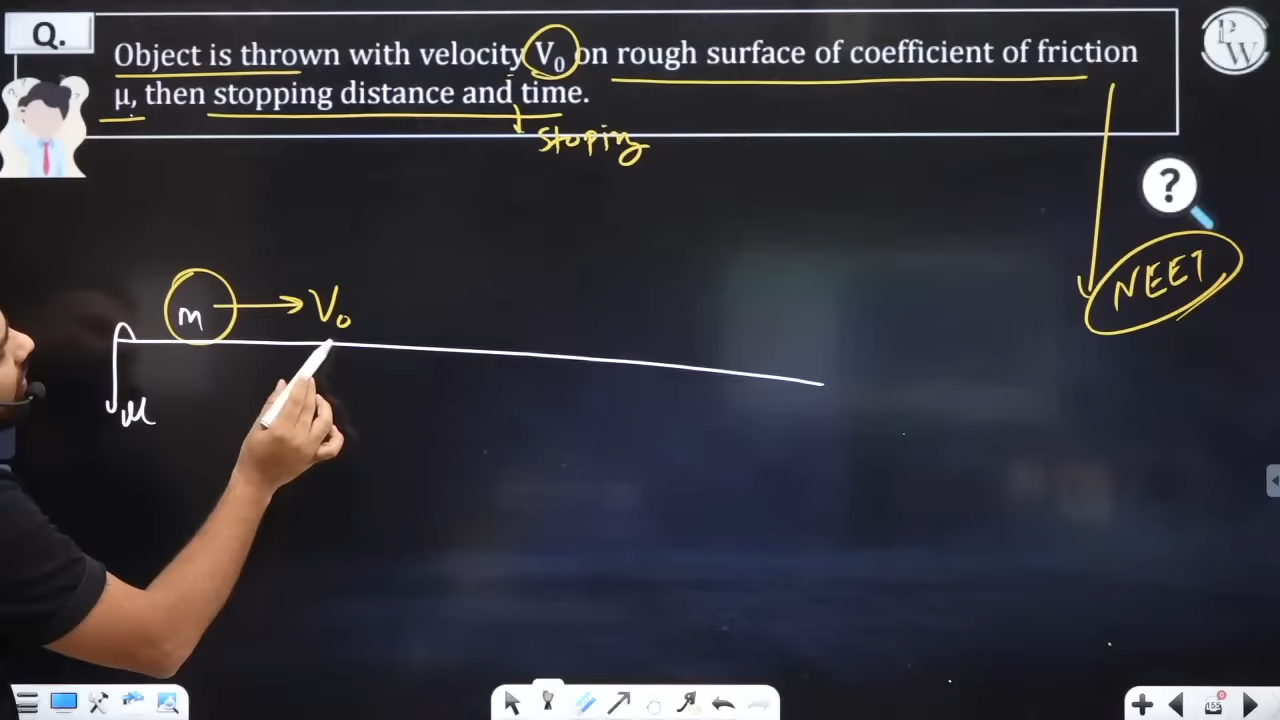 Q.
Object is thrown with velocity V₀ on rough surface of coefficient of friction
μ, then stopping distance and time.
Stoping
PW
?
NEET
m
V₀
μ
155